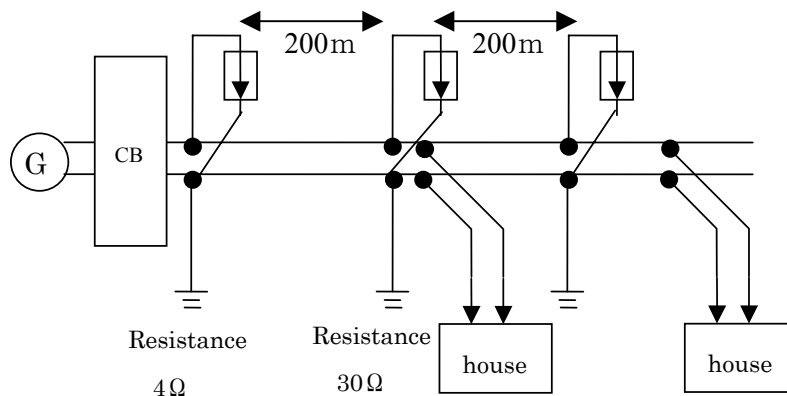 200m
200m
G
CB
Resistance
4Ω
Resistance
30Ω
house
house